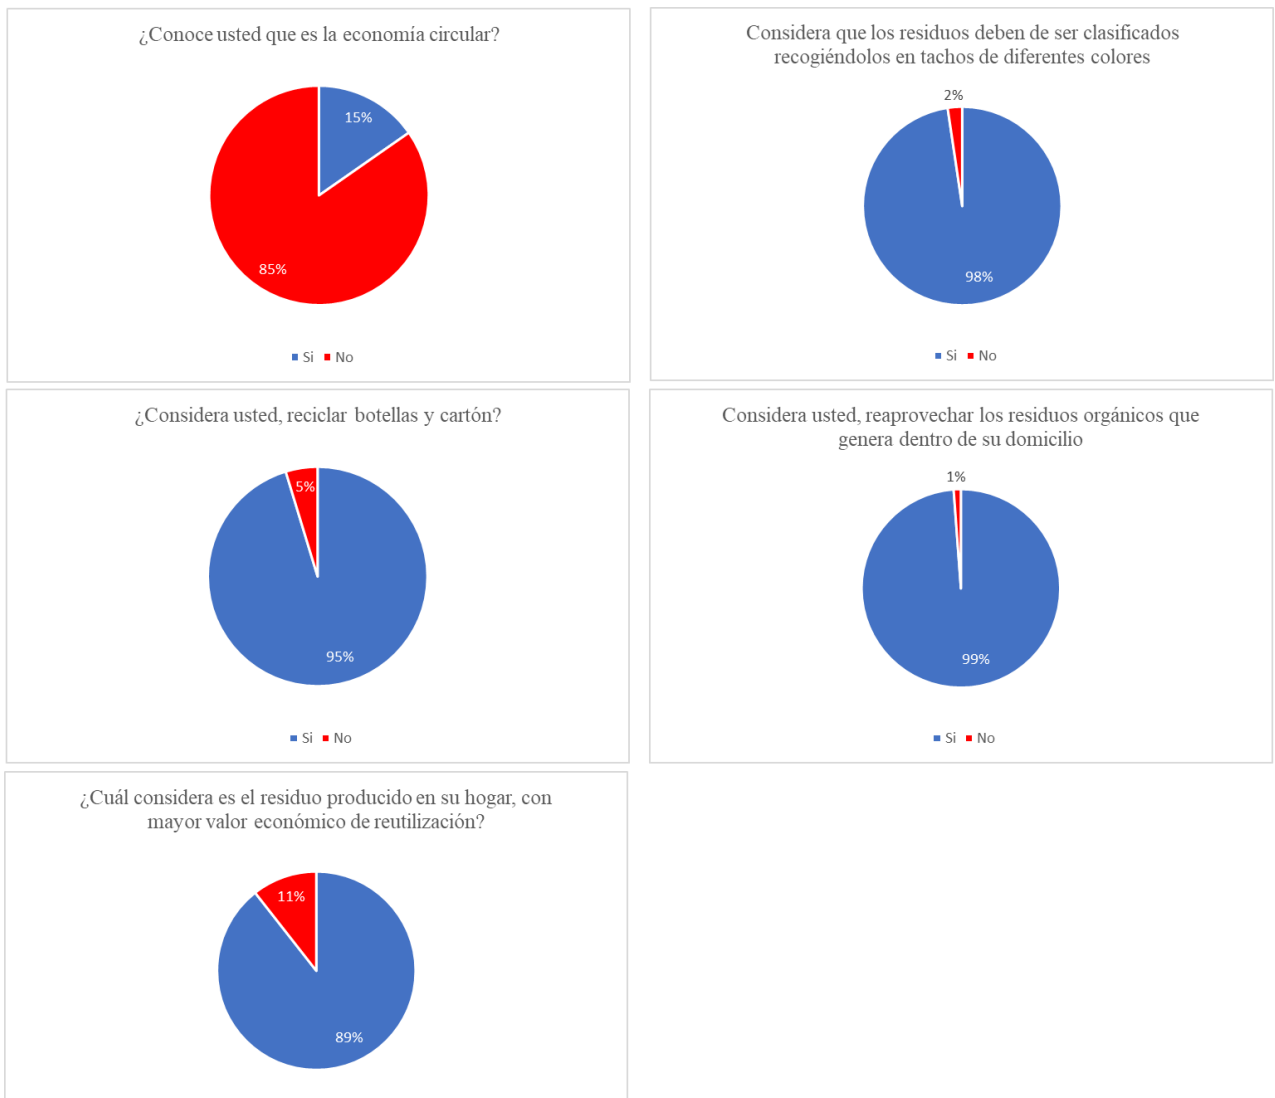 ¿Conoce usted que es la economía circular?
15%
85%
Si No
Considera que los residuos deben de ser clasificados
recogiéndolos en tachos de diferentes colores
2%
98%
Si No
¿Considera usted, reciclar botellas y cartón?
5%
95%
Si No
Considera usted, reaprovechar los residuos orgánicos que
genera dentro de su domicilio
1%
99%
Si No
¿Cuál considera es el residuo producido en su hogar, con
mayor valor económico de reutilización?
11%
89%